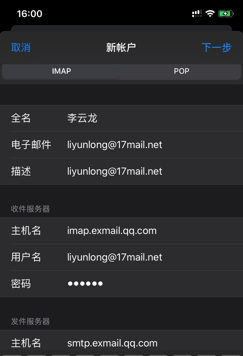 16:00
取消 新帐户 下一步
IMAP POP
全名 李云龙
电子邮件 liyunlong@17mail.net
描述 liyunlong@17mail.net
收件服务器
主机名 imap.exmail.qq.com
用户名 liyunlong@17mail.net
密码 ●●●●●●
发件服务器
主机名 smtp.exmail.qq.com